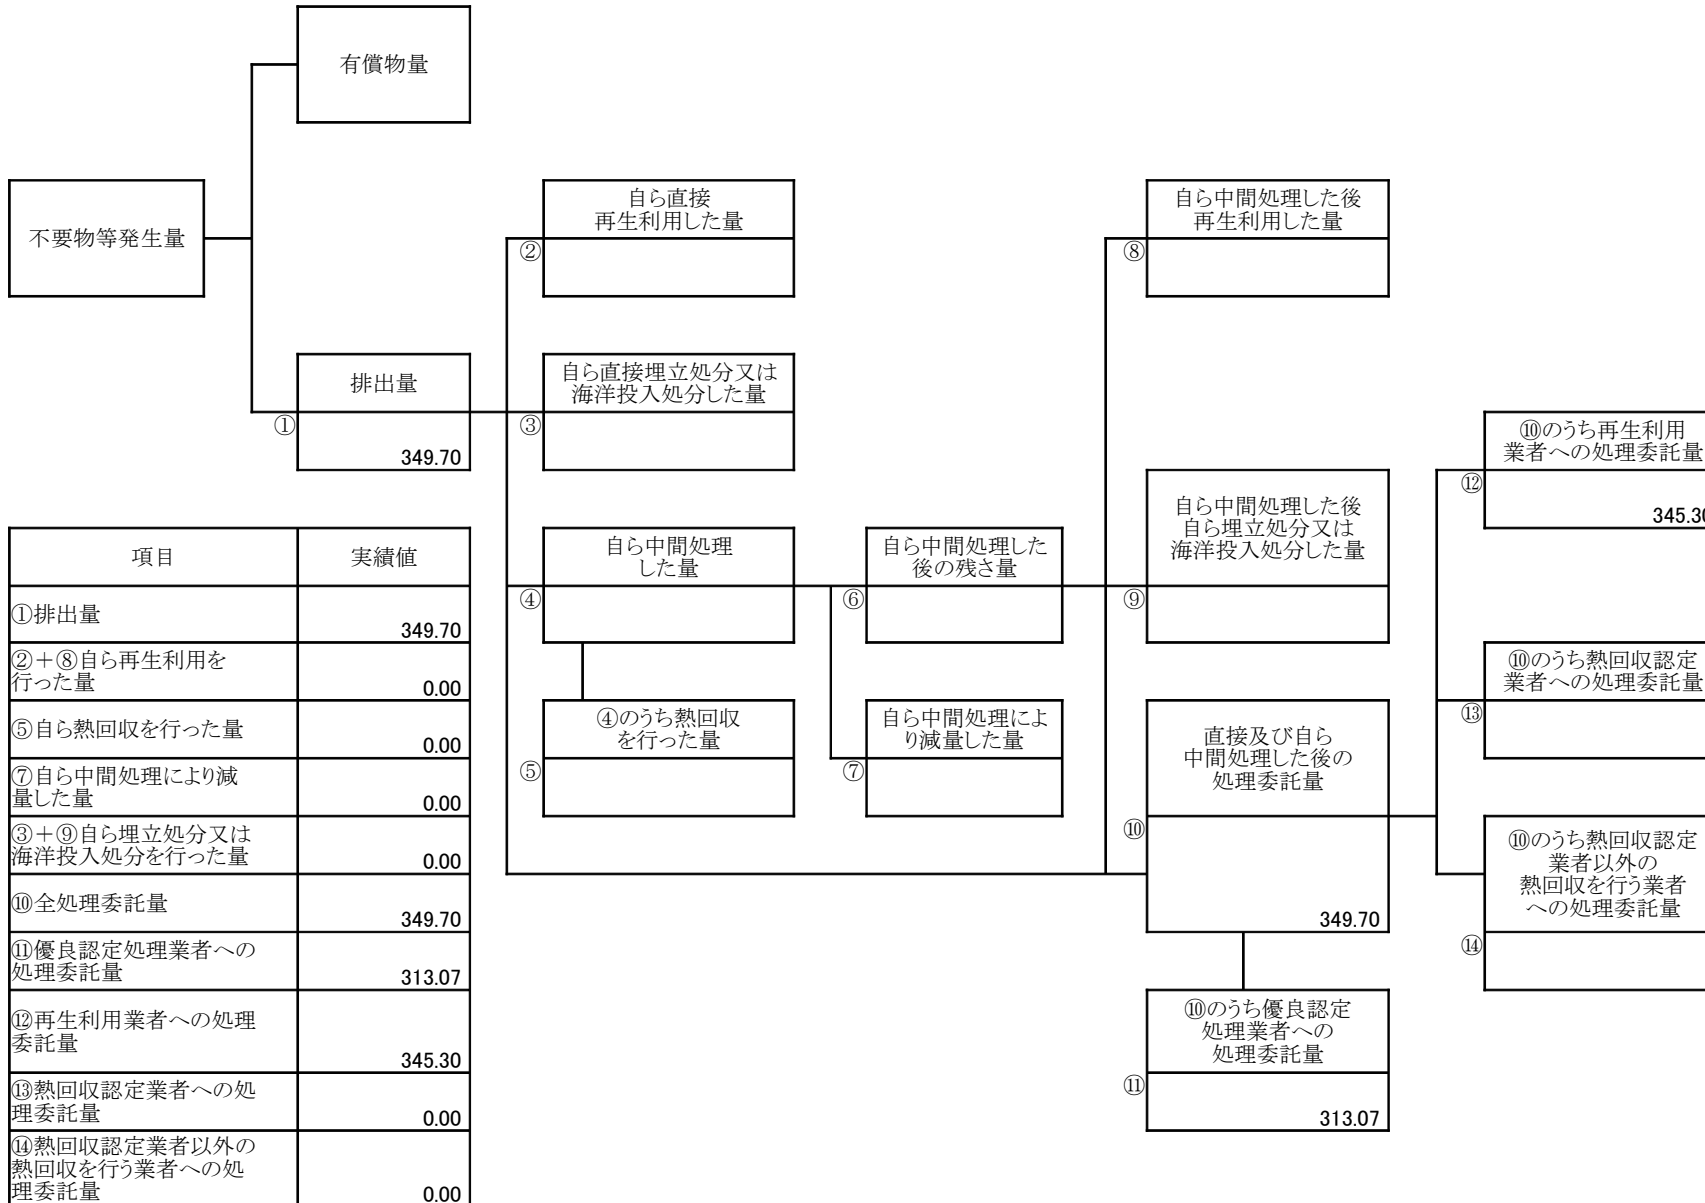 有償物量
不要物等発生量
自ら直接
再生利用した量
②
自ら中間処理した後
再生利用した量
⑧
排出量
①
349.70
自ら直接埋立処分又は
海洋投入処分した量
③
⑩のうち再生利用
業者への処理委託量
⑫
345.30
自ら中間処理した後
自ら埋立処分又は
海洋投入処分した量
⑨
自ら中間処理
した量
④
自ら中間処理した
後の残さ量
⑥
④のうち熱回収
を行った量
⑤
自ら中間処理によ
り減量した量
⑦
直接及び自ら
中間処理した後の
処理委託量
⑩
349.70
⑩のうち熱回収認定
業者への処理委託量
⑬
⑩のうち熱回収認定
業者以外の
熱回収を行う業者
への処理委託量
⑭
⑩のうち優良認定
処理業者への
処理委託量
⑪
313.07
項目 実績値
①排出量
349.70
②+⑧自ら再生利用を
行った量
0.00
⑤自ら熱回収を行った量
0.00
⑦自ら中間処理により減
量した量
0.00
③+⑨自ら埋立処分又は
海洋投入処分を行った量
0.00
⑩全処理委託量
349.70
⑪優良認定処理業者への
処理委託量
313.07
⑫再生利用業者への処理
委託量
345.30
⑬熱回収認定業者への処
理委託量
0.00
⑭熱回収認定業者以外の
熱回収を行う業者への処
理委託量
0.00